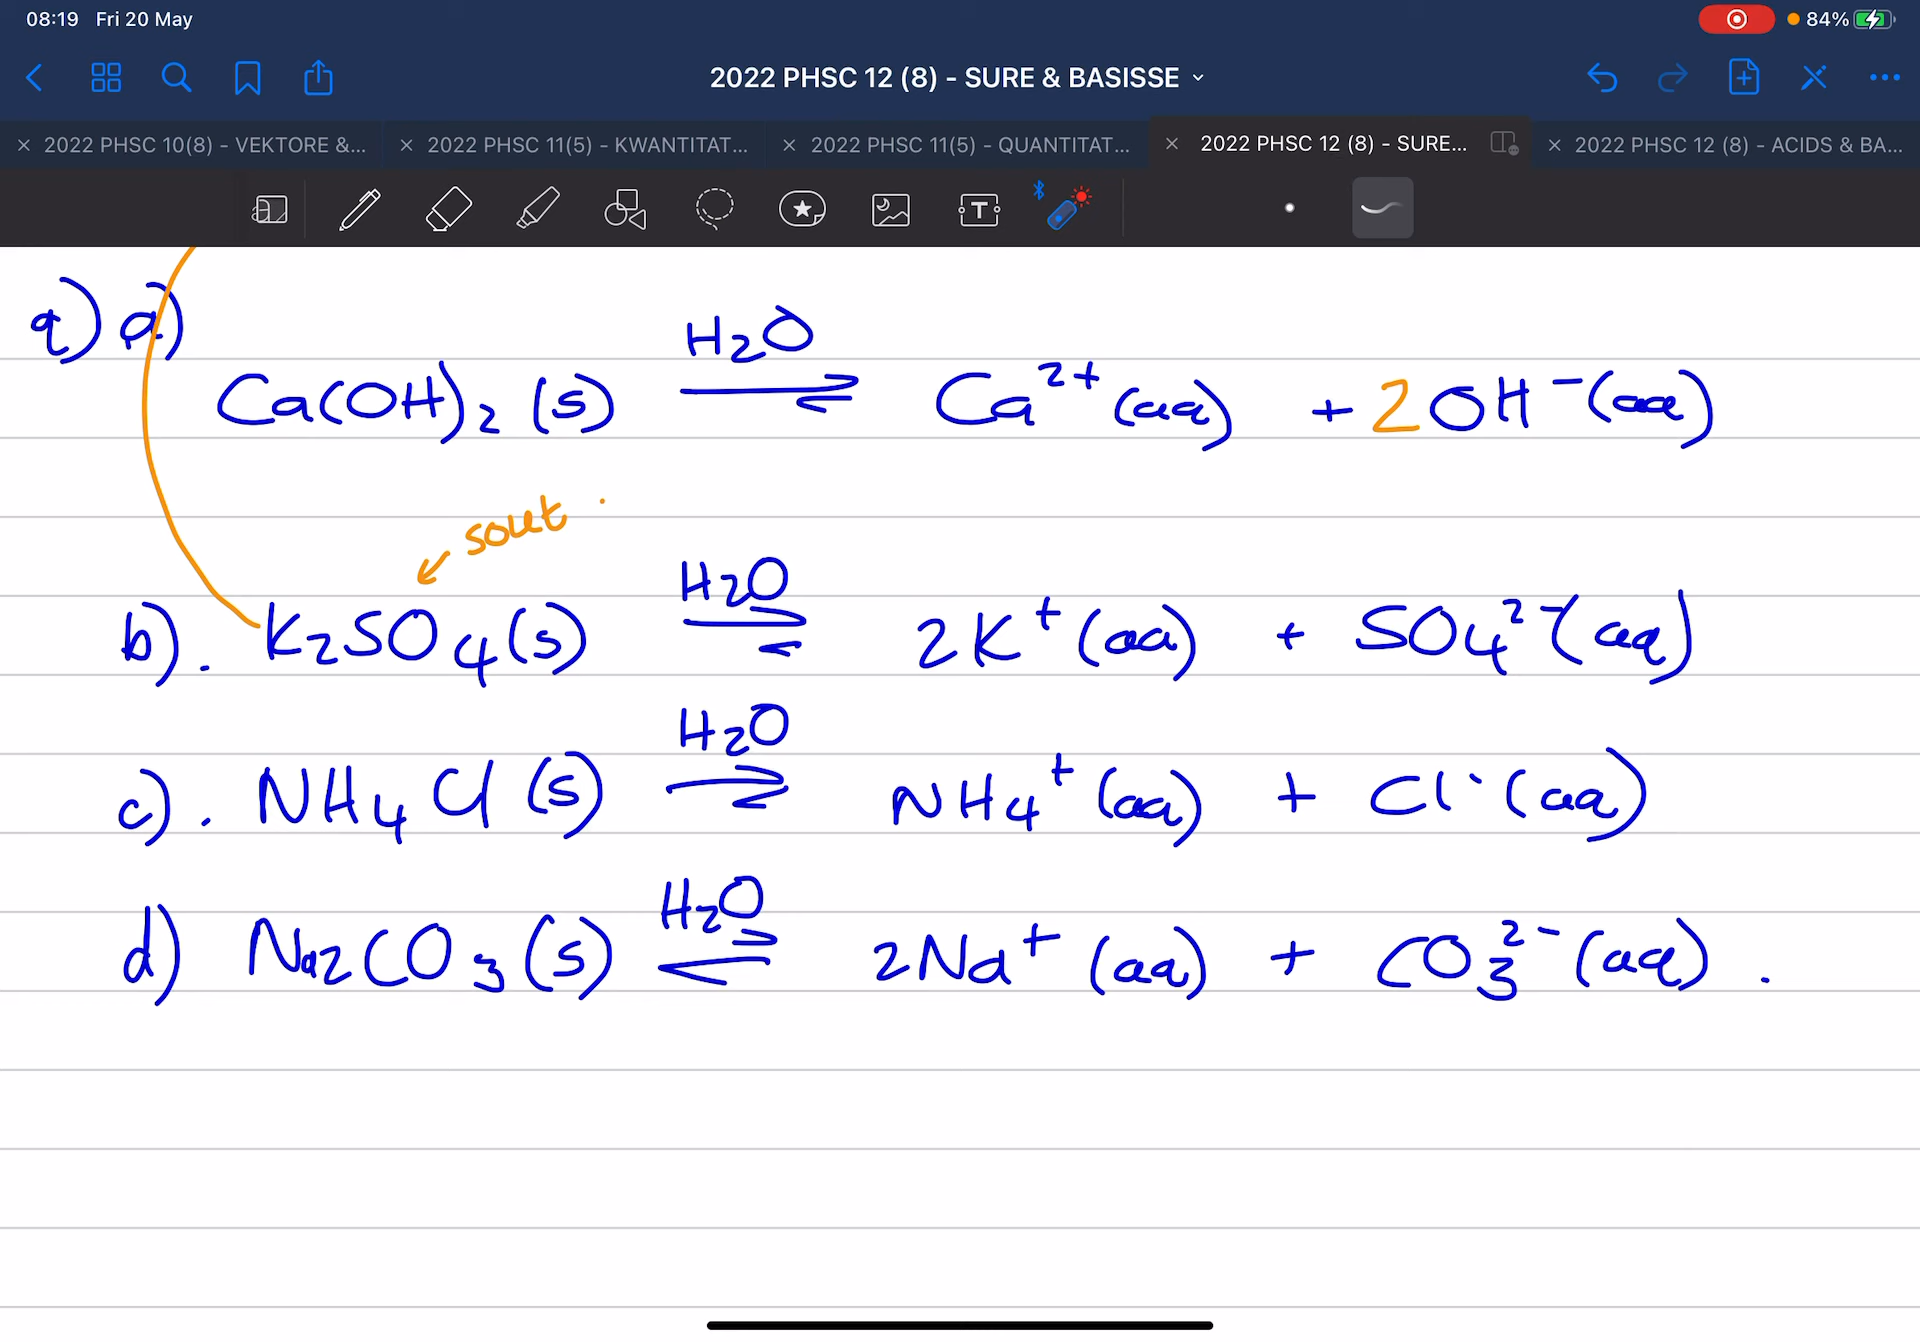 08:19 Fri 20 May
84%
2022 PHSC 12 (8) - SURE & BASISSE
2022 PHSC 10(8) - VEKTORE &...
2022 PHSC 11(5) - KWANTITAT...
2022 PHSC 11(5) - QUANTITAT...
2022 PHSC 12 (8) - SURE...
2022 PHSC 12 (8) - ACIDS & BA...
T
q) a)
H₂O
Ca(OH)₂ (s) ⇌ Ca²⁺ (aq) + 2OH⁻ (aq)
sout
H₂O
b). K₂SO₄ (s) ⇌ 2K⁺ (aq) + SO₄²⁻ (aq)
H₂O
c). NH₄Cl (s) ⇌ NH₄⁺ (aq) + Cl⁻ (aq)
H₂O
d) Na₂CO₃ (s) ⇌ 2Na⁺ (aq) + CO₃²⁻ (aq).